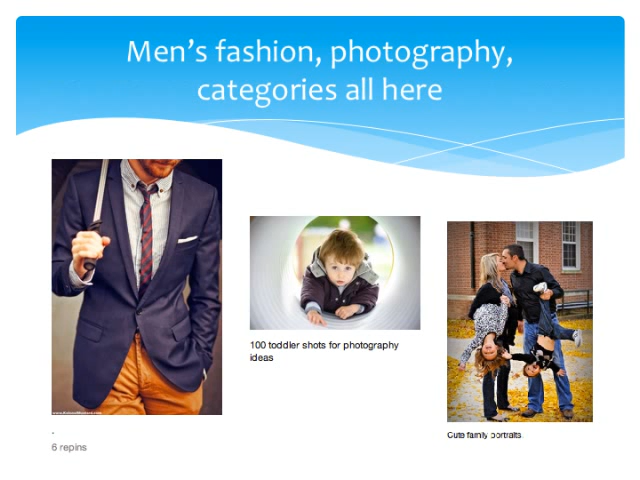 Men’s fashion, photography,
categories all here
100 toddler shots for photography
ideas
.
6 repins
Cute family portraits